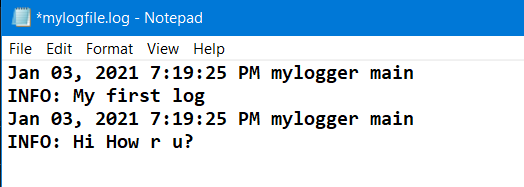 *mylogfile.log - Notepad
File Edit Format View Help
Jan 03, 2021 7:19:25 PM mylogger main
INFO: My first log
Jan 03, 2021 7:19:25 PM mylogger main
INFO: Hi How r u?